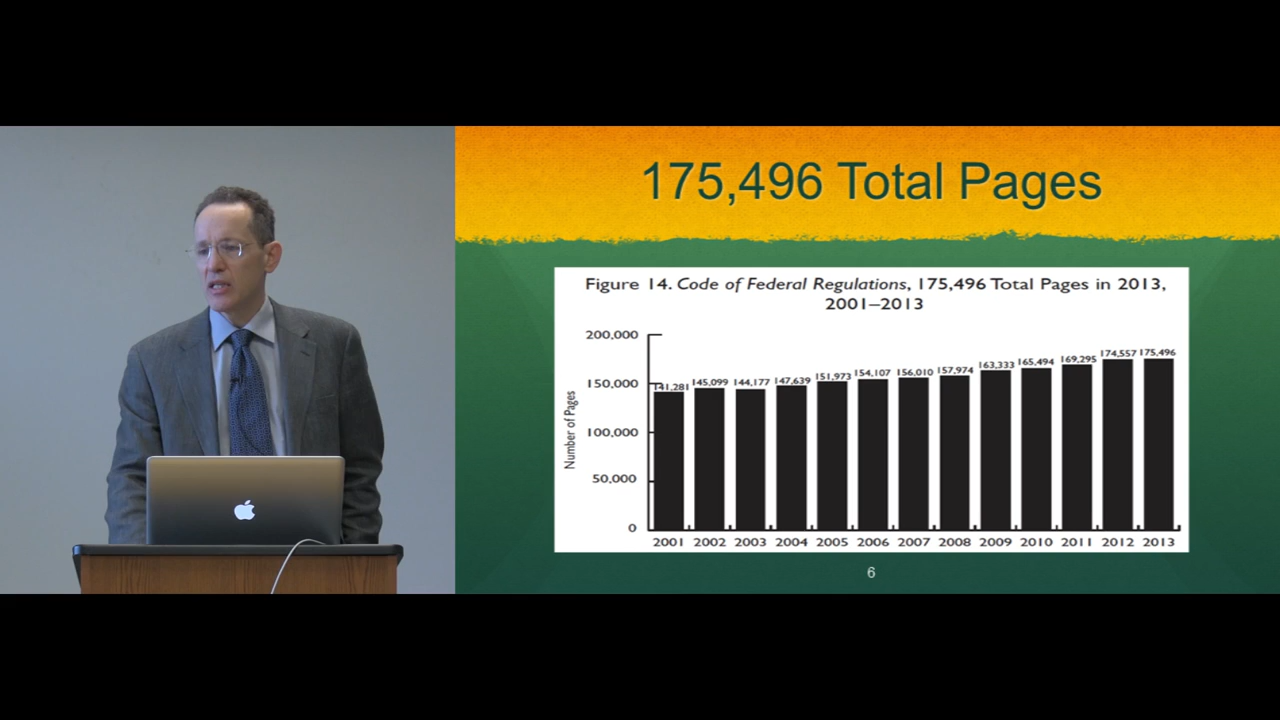 175,496 Total Pages
Figure 14. Code of Federal Regulations, 175,496 Total Pages in 2013,
2001–2013
Number of Pages
200,000
150,000
100,000
50,000
0
141,281 145,099 144,177 147,639 151,973 154,107 156,010 157,974 163,333 165,494 169,295 174,557 175,496
2001 2002 2003 2004 2005 2006 2007 2008 2009 2010 2011 2012 2013
6